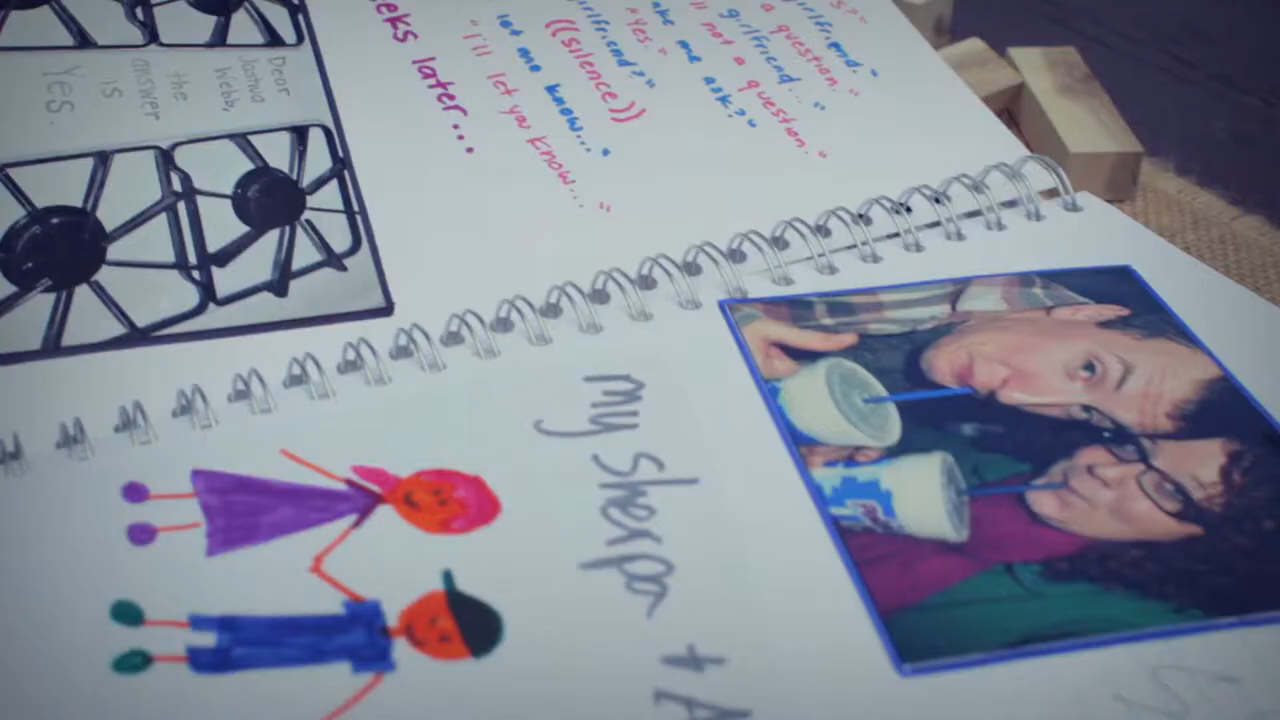 girlfriend."
a question."
girlfriend..."
not a question."
me ask?"
"Yes."
girlfriend?"
((silence))
let me know..."
"I'll let you know..."
later...
Dear
Joshua
Webb,
the
answer
is
Yes.
my Sherpa +